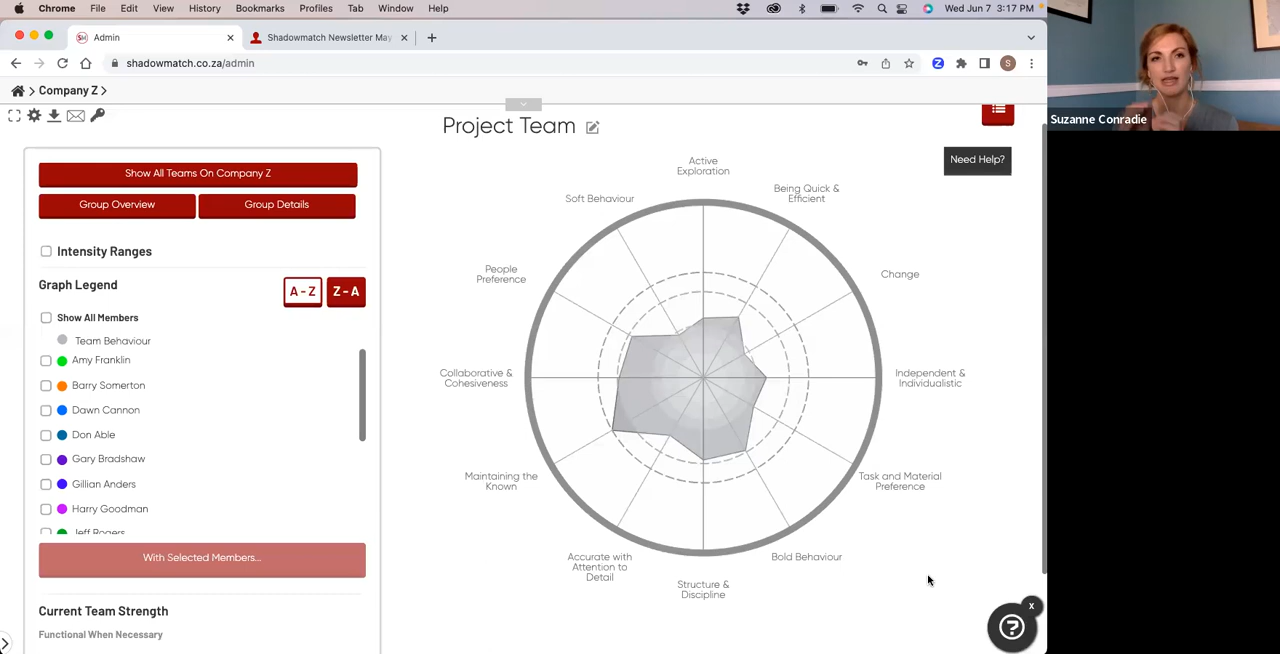 Chrome File Edit View History Bookmarks Profiles Tab Window Help
Wed Jun 7 3:17 PM
Admin
Shadowmatch Newsletter May
shadowmatch.co.za/admin
S
Company Z >
Project Team
Need Help?
Show All Teams On Company Z
Group Overview
Group Details
Intensity Ranges
Graph Legend
A - Z
Z - A
Show All Members
Team Behaviour
Amy Franklin
Barry Somerton
Dawn Cannon
Don Able
Gary Bradshaw
Gillian Anders
Harry Goodman
Jeff Rogers
With Selected Members...
Current Team Strength
Functional When Necessary
Active
Exploration
Being Quick &
Efficient
Change
Independent &
Individualistic
Task and Material
Preference
Bold Behaviour
Structure &
Discipline
Accurate with
Attention to
Detail
Maintaining the
Known
Collaborative &
Cohesiveness
People
Preference
Soft Behaviour
x
?
Suzanne Conradie